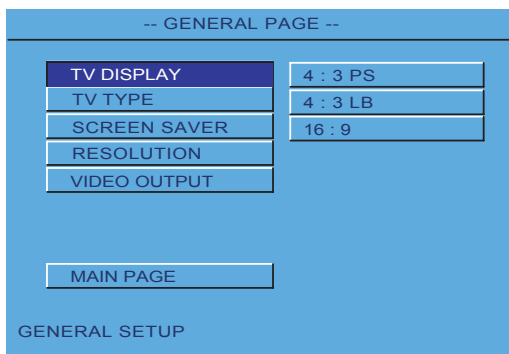 -- GENERAL PAGE --
TV DISPLAY
4 : 3 PS
TV TYPE
4 : 3 LB
SCREEN SAVER
16 : 9
RESOLUTION
VIDEO OUTPUT
MAIN PAGE
GENERAL SETUP